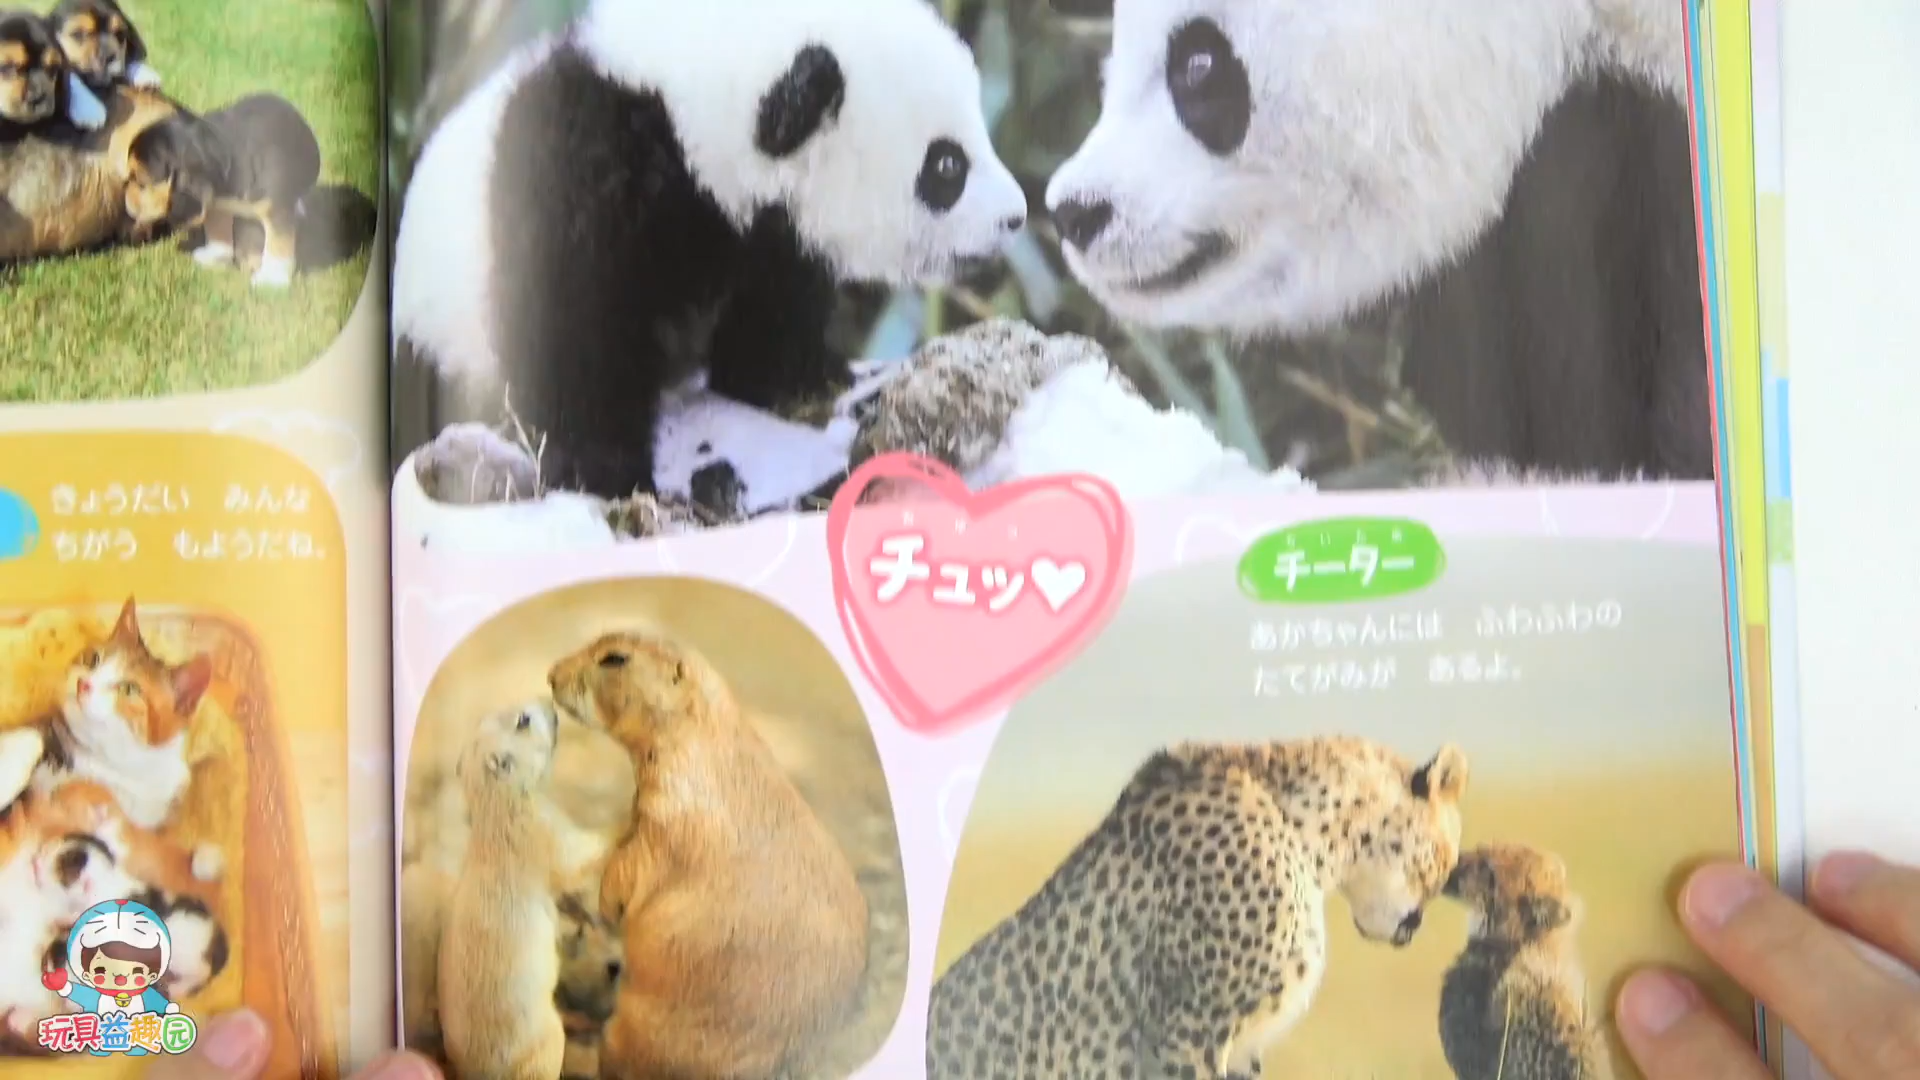 きょうだい　みんな
ちがう　もようだね。
チュッ♥
チーター
あかちゃんには　ふわふわの
たてがみが　あるよ。
玩具益趣园